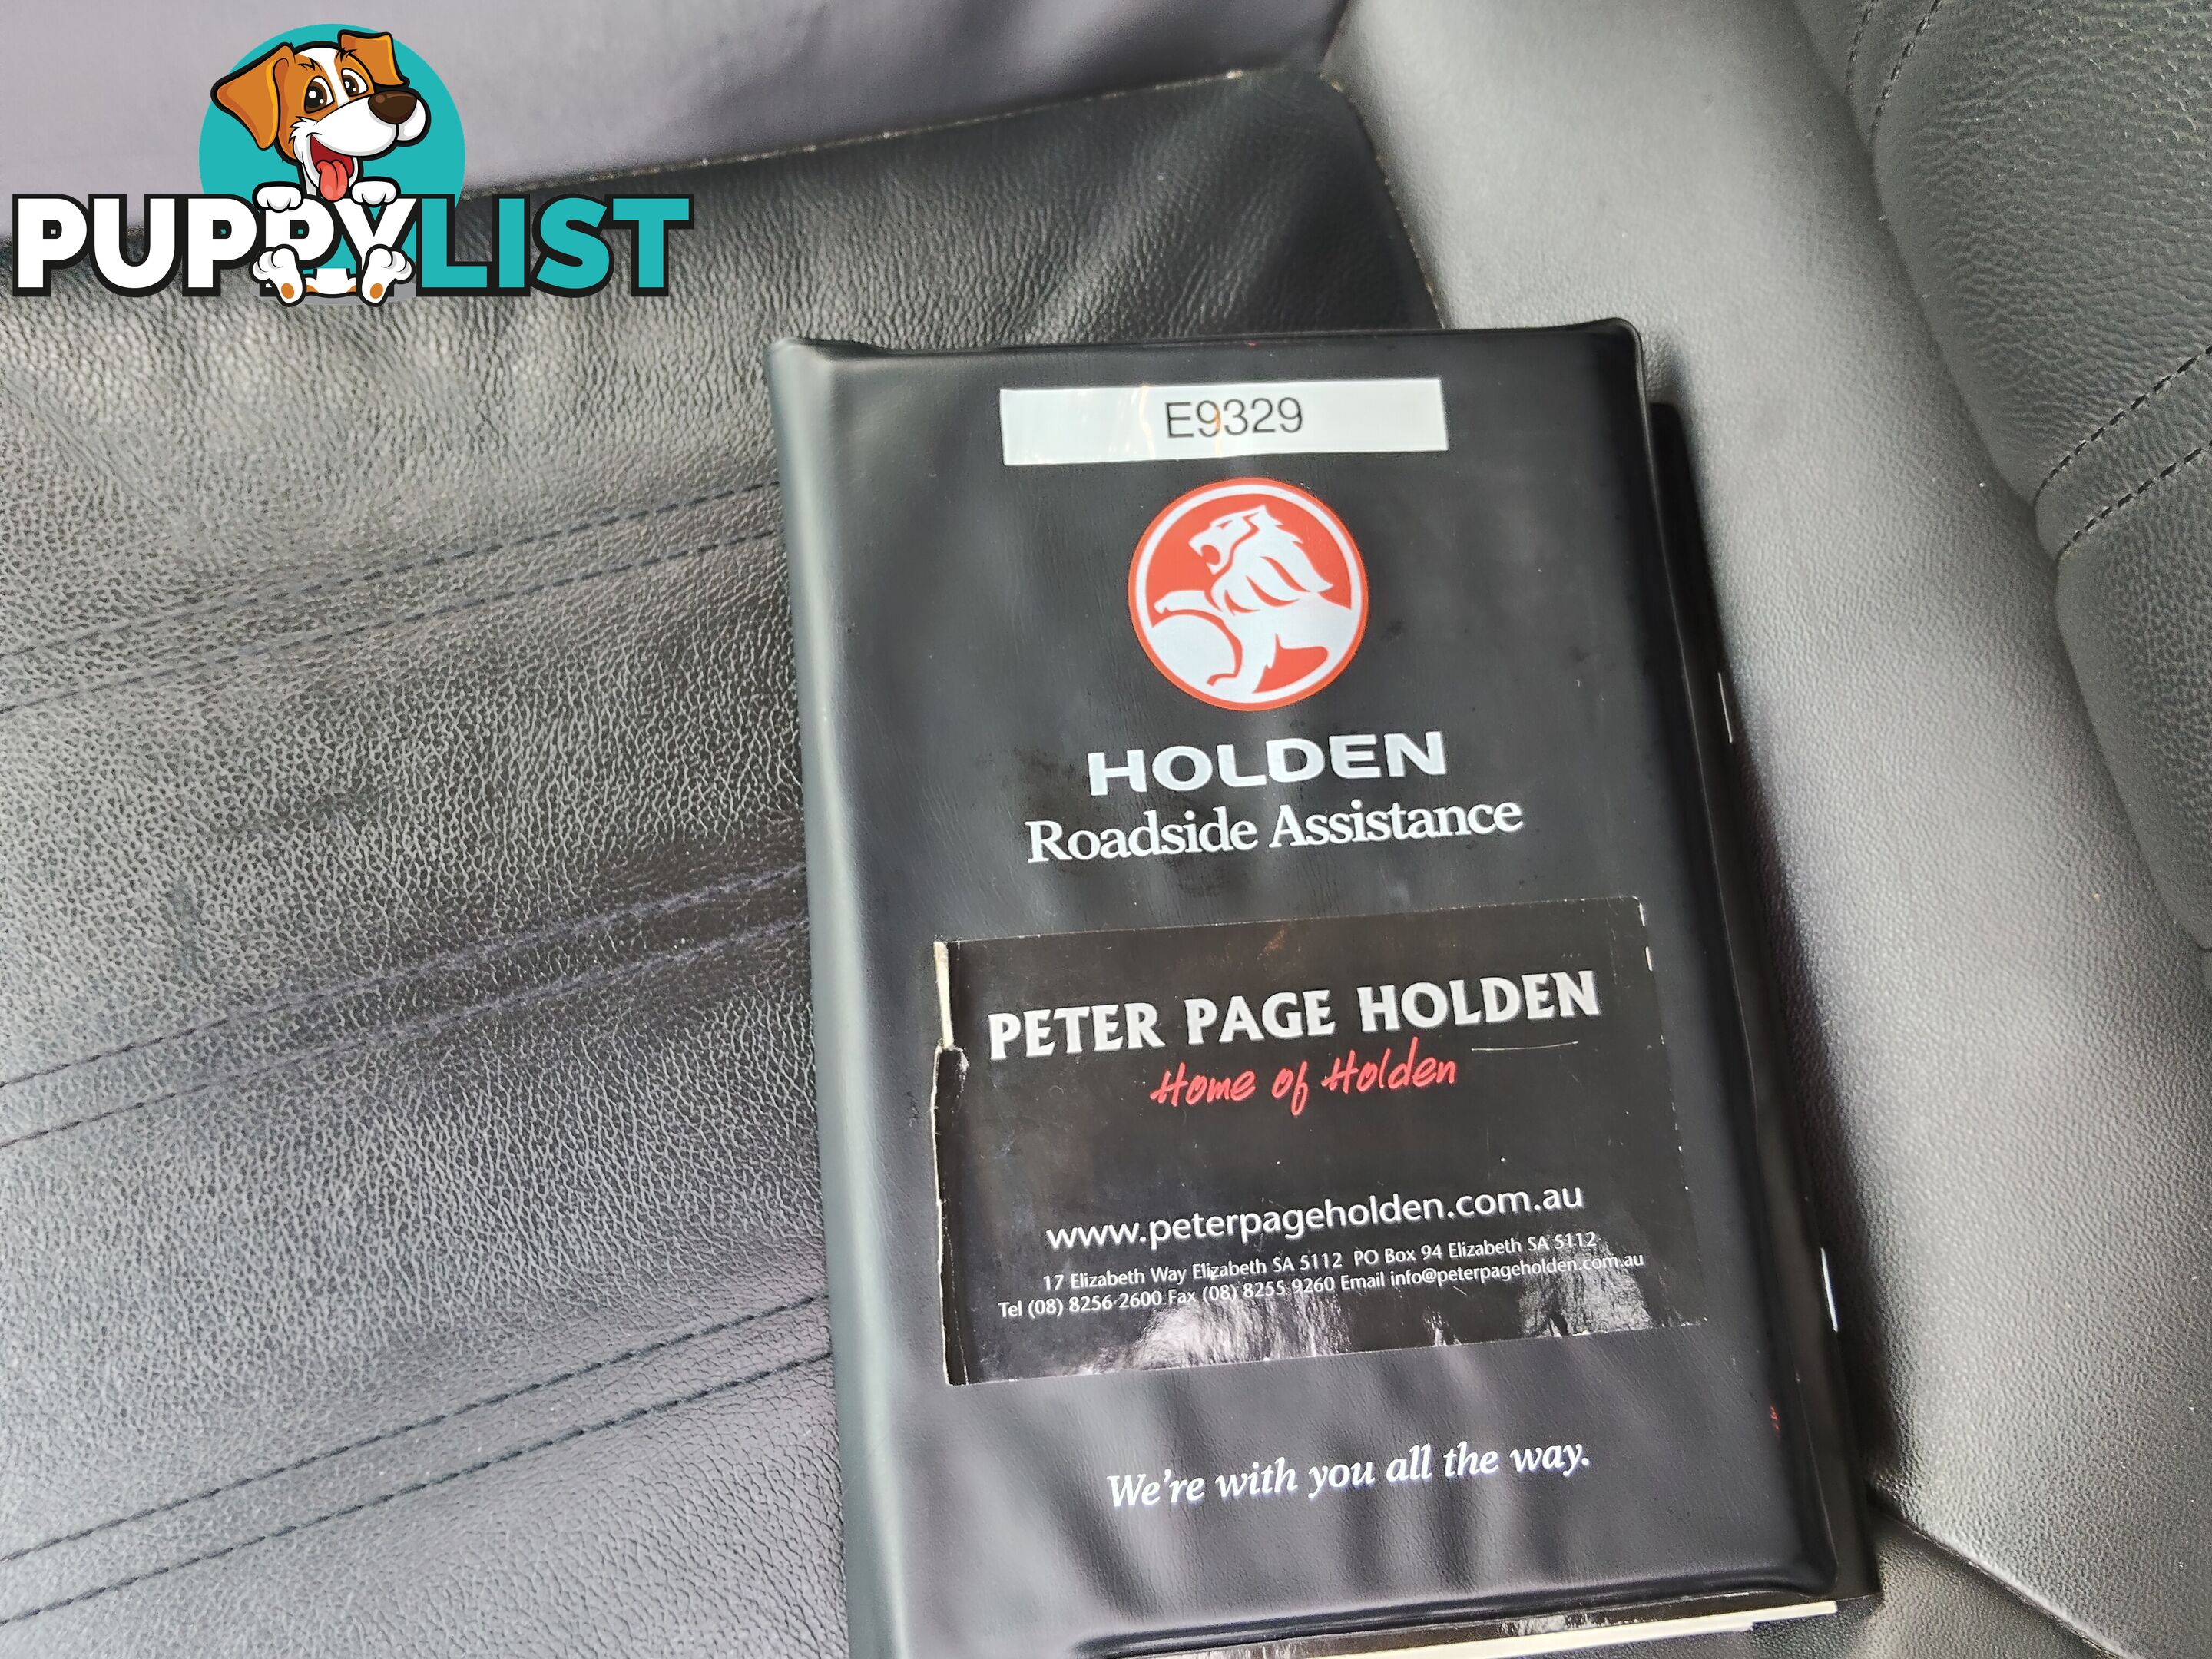 PUPPYLIST
E9329
HOLDEN
Roadside Assistance
PETER PAGE HOLDEN
Home of Holden
www.peterpageholden.com.au
17 Elizabeth Way Elizabeth SA 5112 PO Box 94 Elizabeth SA 5112
Tel (08) 8256 2600 Fax (08) 8255 9260 Email info@peterpageholden.com.au
We're with you all the way.